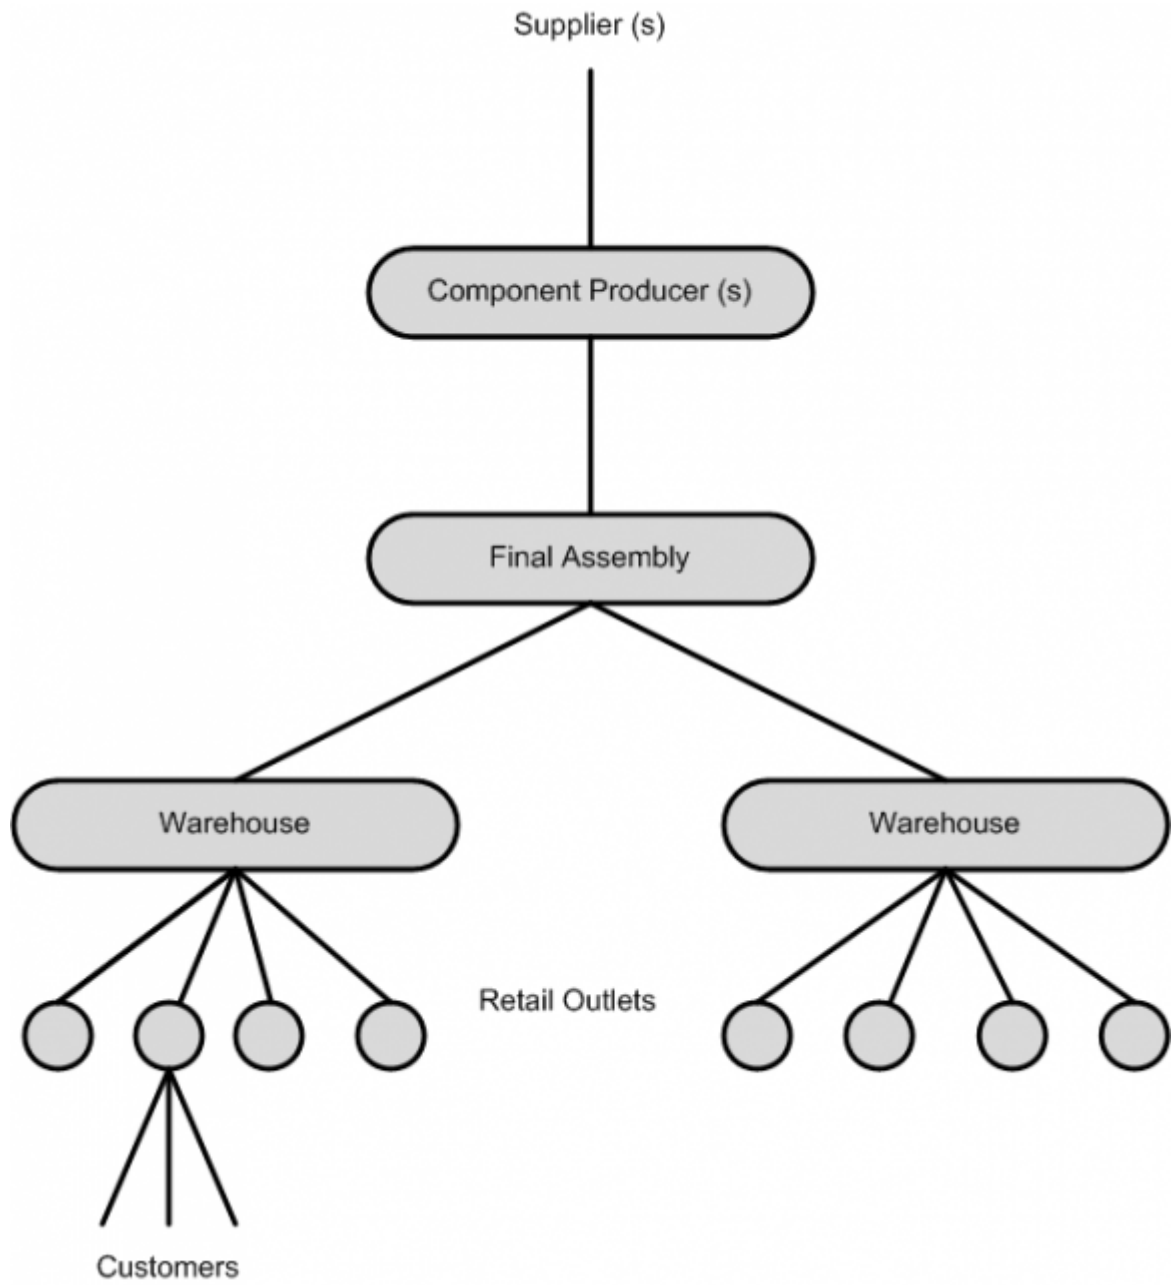 Supplier (s)
Component Producer (s)
Final Assembly
Warehouse
Warehouse
Retail Outlets
Customers